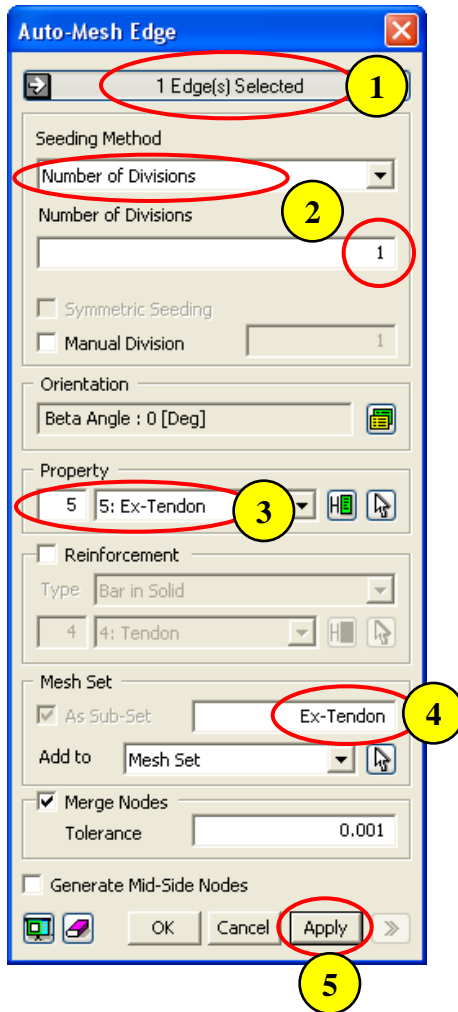 Auto-Mesh Edge
1 Edge(s) Selected 1
Seeding Method
Number of Divisions
Number of Divisions 2
1
Symmetric Seeding
Manual Division 1
Orientation
Beta Angle : 0 [Deg]
Property
5 5: Ex-Tendon 3
Reinforcement
Type Bar in Solid
4 4: Tendon
Mesh Set
As Sub-Set Ex-Tendon 4
Add to Mesh Set
Merge Nodes
Tolerance 0.001
Generate Mid-Side Nodes
OK Cancel Apply
5